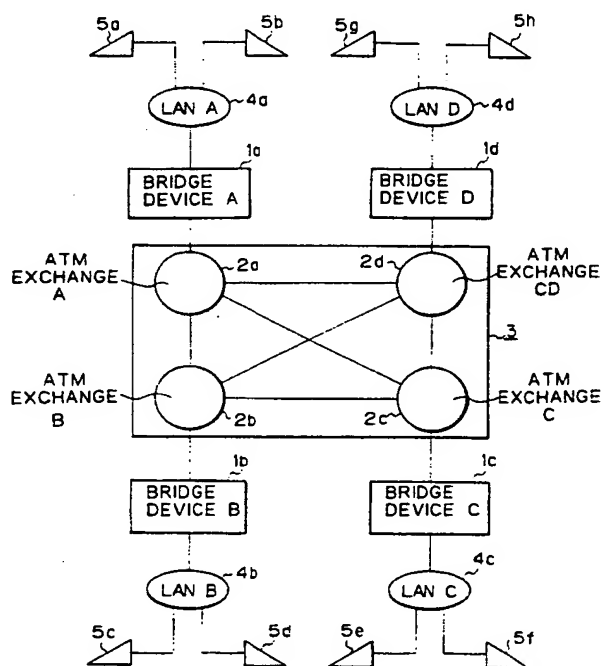 5a 5b 5g 5h
LAN A 4a LAN D 4d
1a 1d
BRIDGE DEVICE A
BRIDGE DEVICE D
ATM EXCHANGE A
2a 2d
ATM EXCHANGE CD
3
ATM EXCHANGE B
2b 2c
ATM EXCHANGE C
1b 1c
BRIDGE DEVICE B
BRIDGE DEVICE C
LAN B 4b LAN C 4c
5c 5d 5e 5f